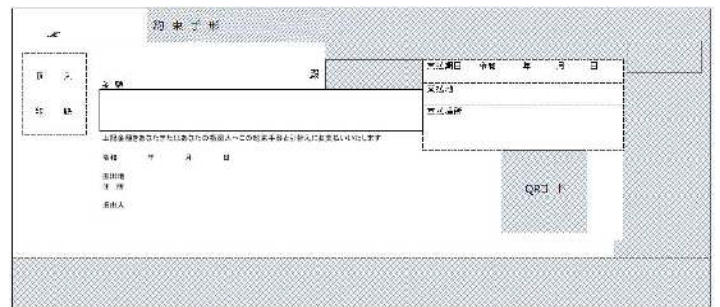 約束手形
収入
印紙
殿
金額
支払期日 令和 年 月 日
支払地
支払場所
上記金額をあなたまたはあなたの指図人へこの約束手形と引替えにお支払いいたします
令和 年 月 日
振出地
住所
振出人
QRコード